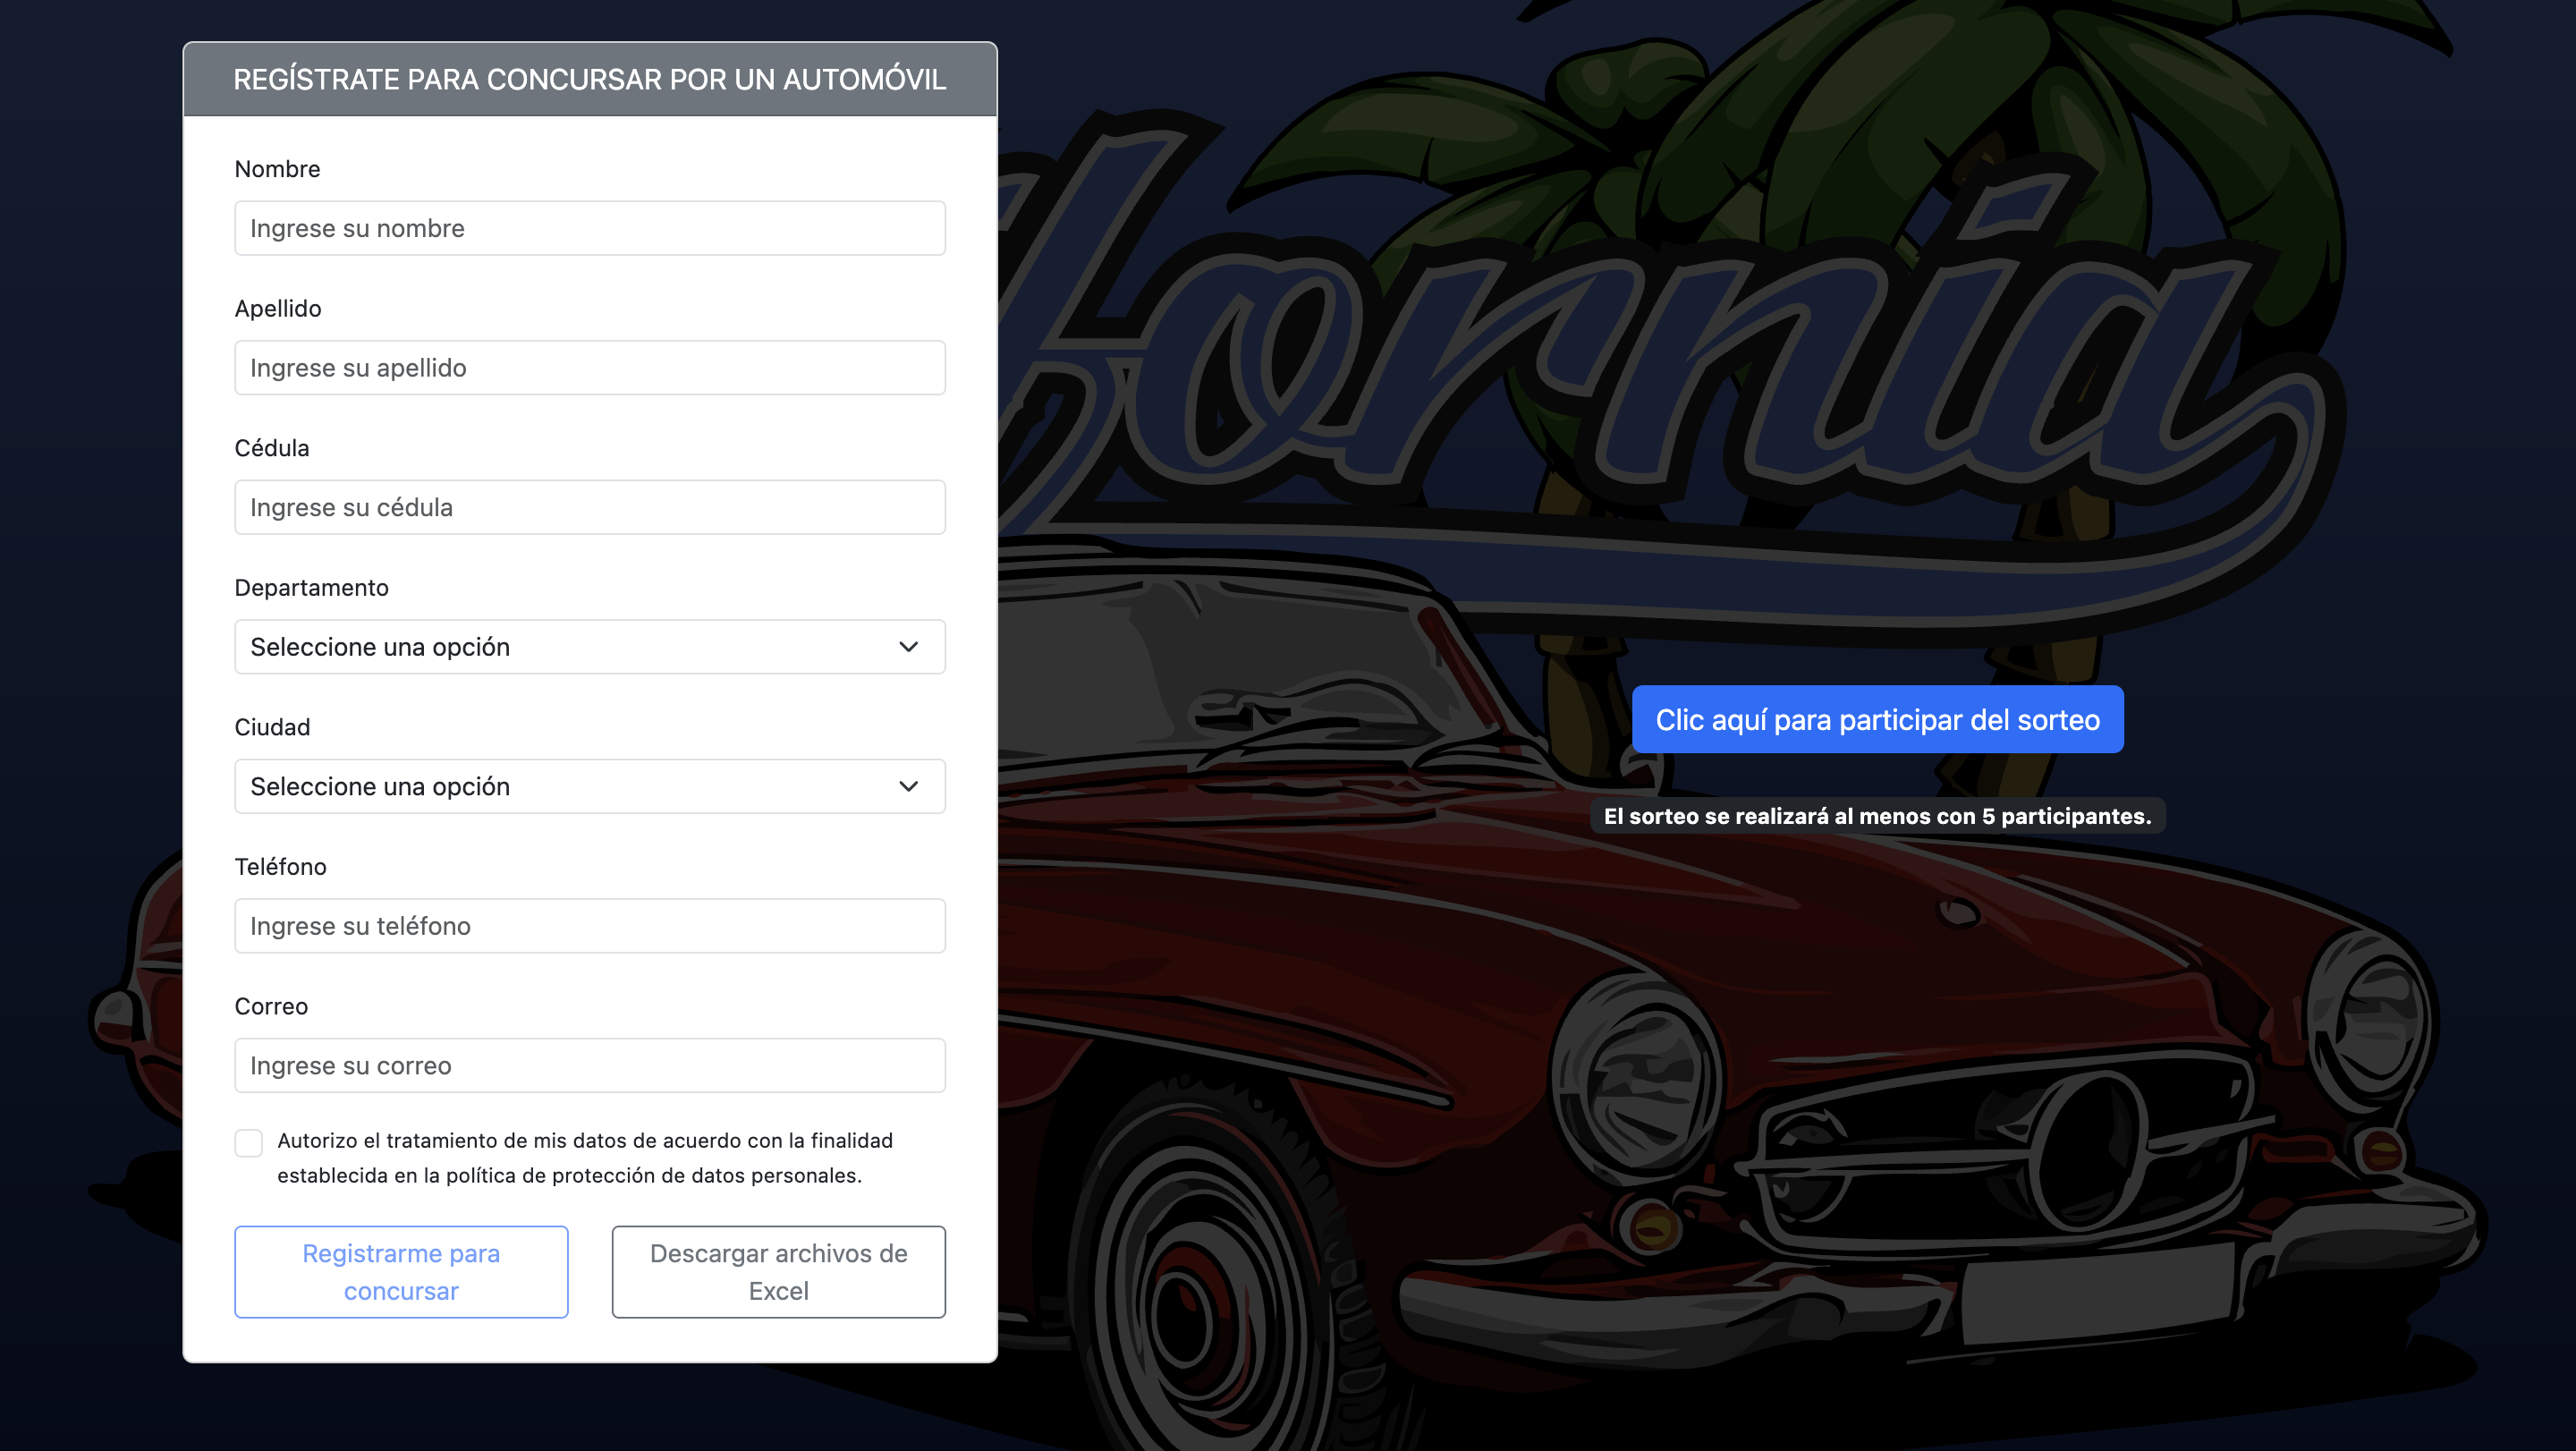 REGÍSTRATE PARA CONCURSAR POR UN AUTOMÓVIL
Nombre
Ingrese su nombre
Apellido
Ingrese su apellido
Cédula
Ingrese su cédula
Departamento
Seleccione una opción
Ciudad
Seleccione una opción
Teléfono
Ingrese su teléfono
Correo
Ingrese su correo
Autorizo el tratamiento de mis datos de acuerdo con la finalidad
establecida en la política de protección de datos personales.
Registrarme para
concursar
Descargar archivos de
Excel
fornia
Clic aquí para participar del sorteo
El sorteo se realizará al menos con 5 participantes.